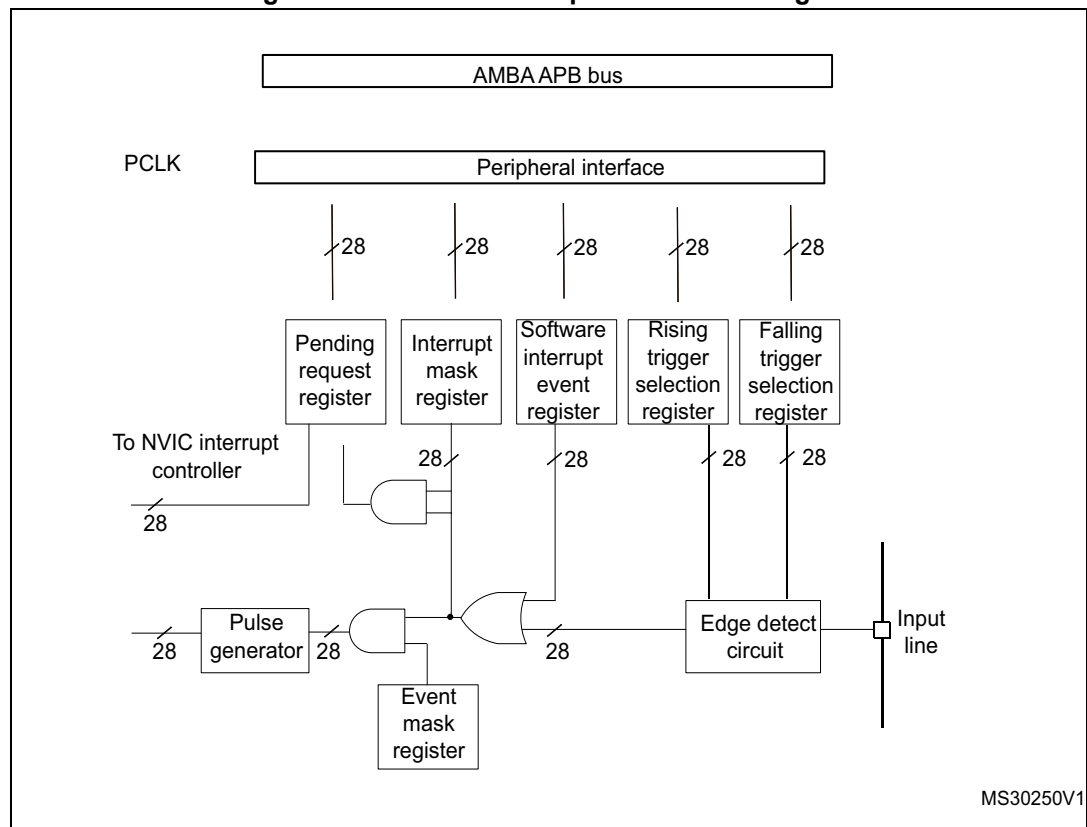 AMBA APB bus
PCLK
Peripheral interface
28
28
28
28
28
Pending
request
register
Interrupt
mask
register
Software
interrupt
event
register
Rising
trigger
selection
register
Falling
trigger
selection
register
To NVIC interrupt
controller
28
28
28
28
28
Pulse
generator
Edge detect
circuit
Input
line
28
28
28
Event
mask
register
MS30250V1